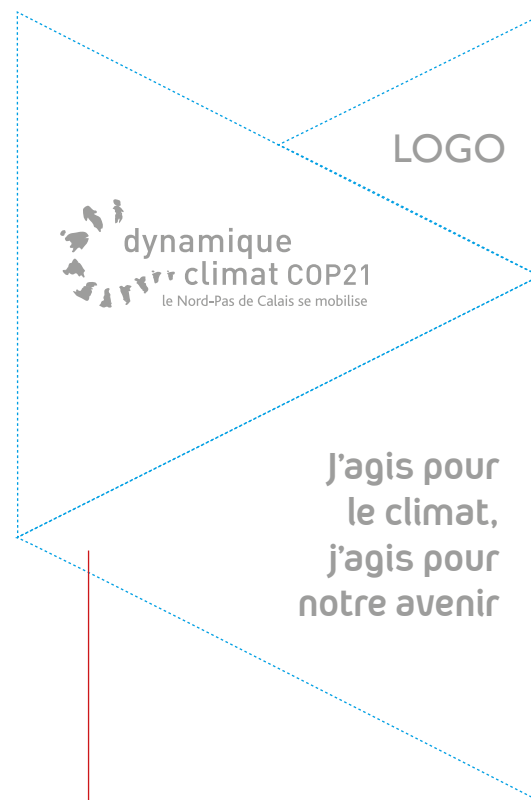 LOGO
dynamique
climat COP21
le Nord-Pas de Calais se mobilise
J'agis pour
le climat,
j'agis pour
notre avenir